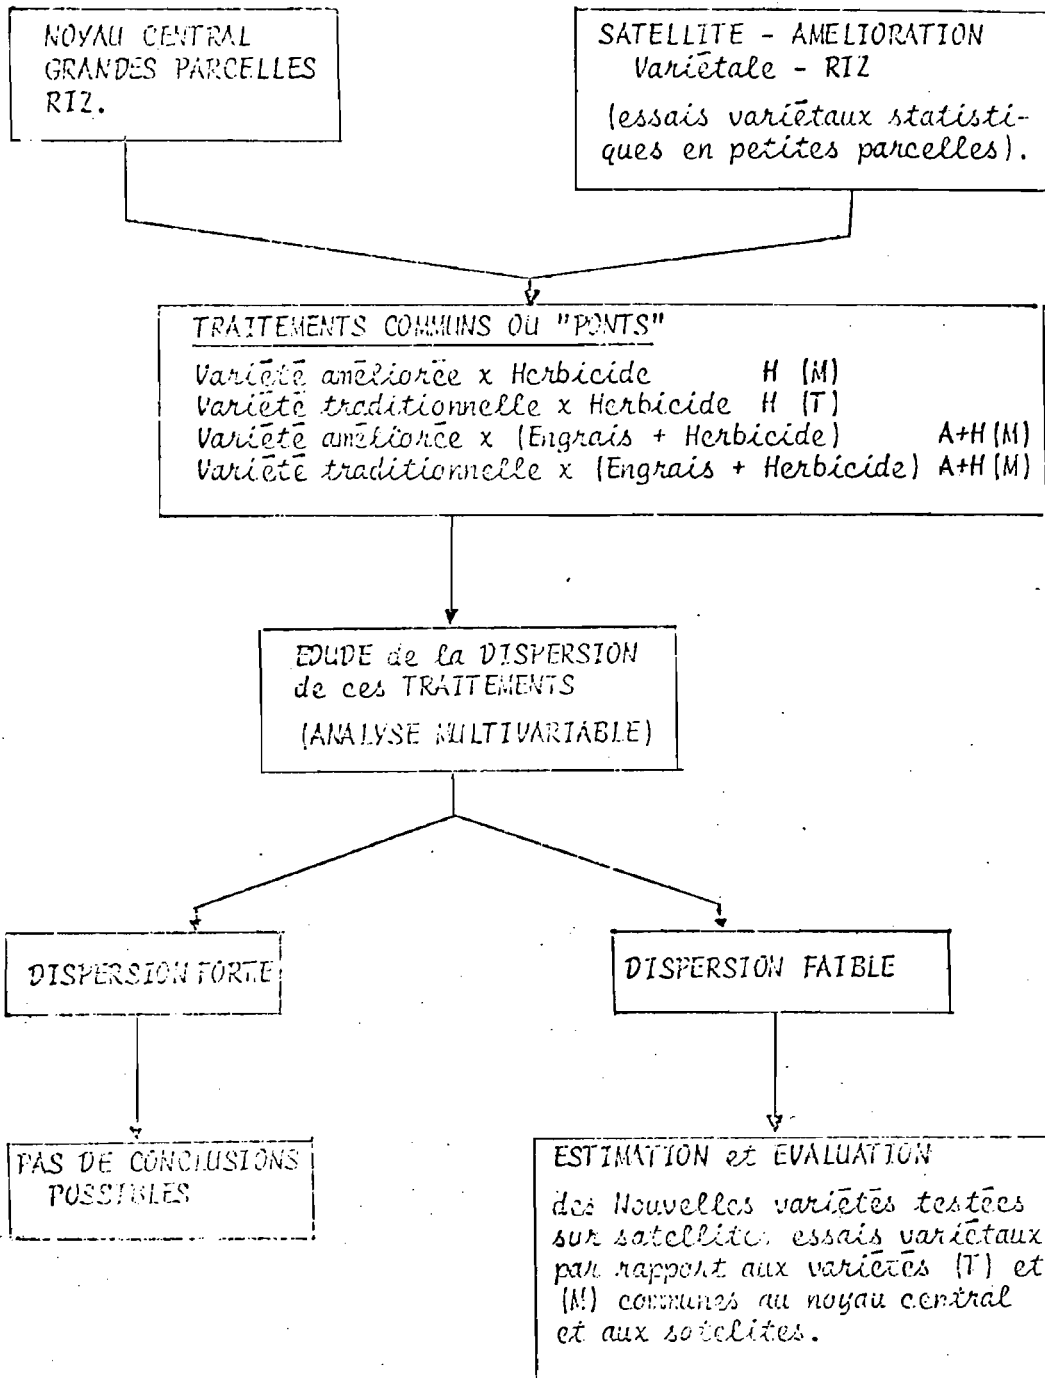 NOYAU CENTRAL
GRANDES PARCELLES
RIZ.
SATELLITE - AMELIORATION
Variétale - RIZ
(essais variétaux statisti-
ques en petites parcelles).
TRAITEMENTS COMMUNS OU "PONTS"
Variété améliorée x Herbicide H (M)
Variété traditionnelle x Herbicide H (T)
Variété améliorée x (Engrais + Herbicide) A+H (M)
Variété traditionnelle x (Engrais + Herbicide) A+H (M)
EDUDE de la DISPERSION
de ces TRAITEMENTS
(ANALYSE MULTIVARIABLE)
DISPERSION FORTE
DISPERSION FAIBLE
PAS DE CONCLUSIONS
POSSIBLES
ESTIMATION et EVALUATION
des Nouvelles variétés testées
sur satellite, essais variétaux
par rapport aux variétés (T) et
(M) communes au noyau central
et aux satelites.